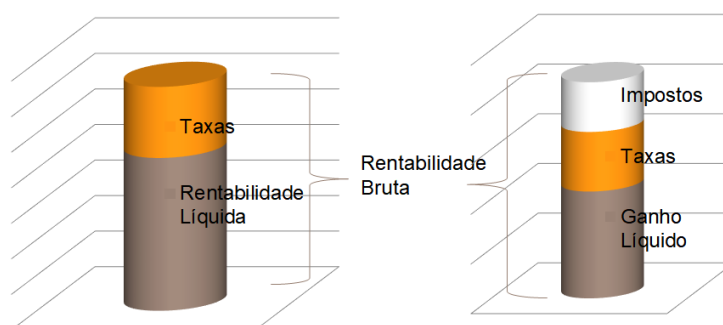 Taxas
Rentabilidade
Líquida
Rentabilidade
Bruta
Impostos
Taxas
Ganho
Líquido